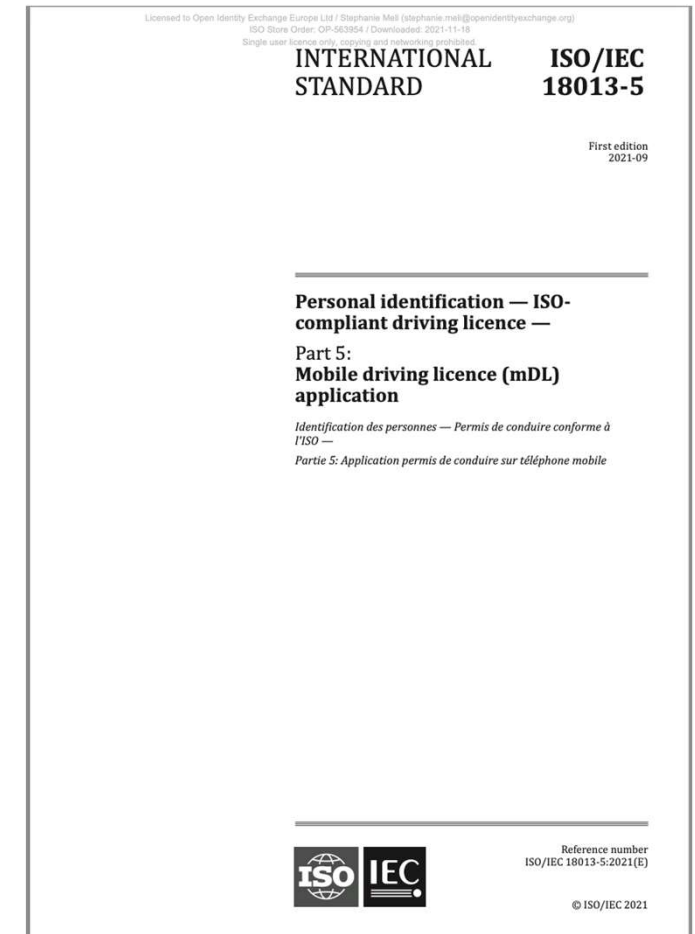 Licensed to Open Identity Exchange Europe Ltd / Stephanie Mell (stephanie.mell@openidentityexchange.org)
ISO Store Order: OP-563954 / Downloaded: 2021-11-18
Single user licence only, copying and networking prohibited.
INTERNATIONAL
STANDARD
ISO/IEC
18013-5
First edition
2021-09
Personal identification — ISO-
compliant driving licence —
Part 5:
Mobile driving licence (mDL)
application
Identification des personnes — Permis de conduire conforme à
l'ISO —
Partie 5: Application permis de conduire sur téléphone mobile
ISO
IEC
Reference number
ISO/IEC 18013-5:2021(E)
© ISO/IEC 2021